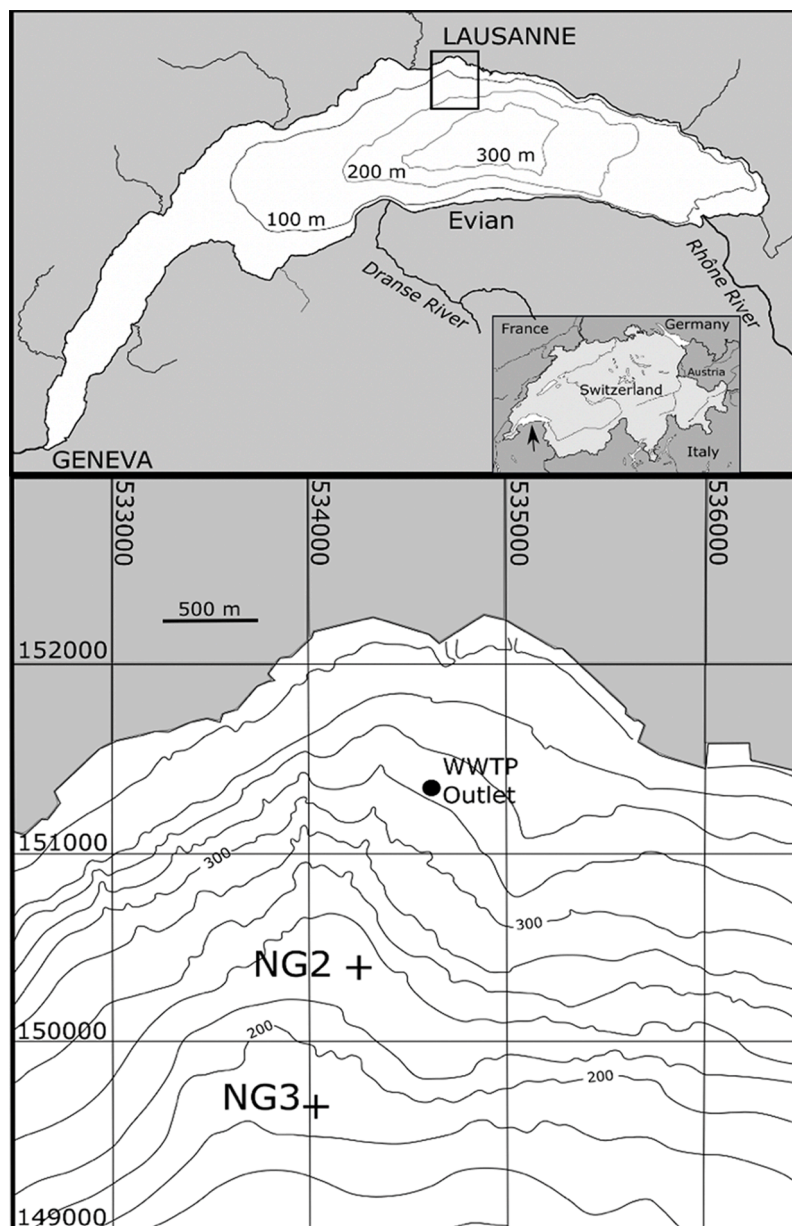 LAUSANNE
300 m
200 m
100 m
Evian
Dranse River
Rhône River
GENEVA
France
Germany
Austria
Switzerland
Italy
533000
534000
535000
536000
500 m
152000
WWTP
Outlet
151000
300
300
NG2
150000
200
200
NG3
149000